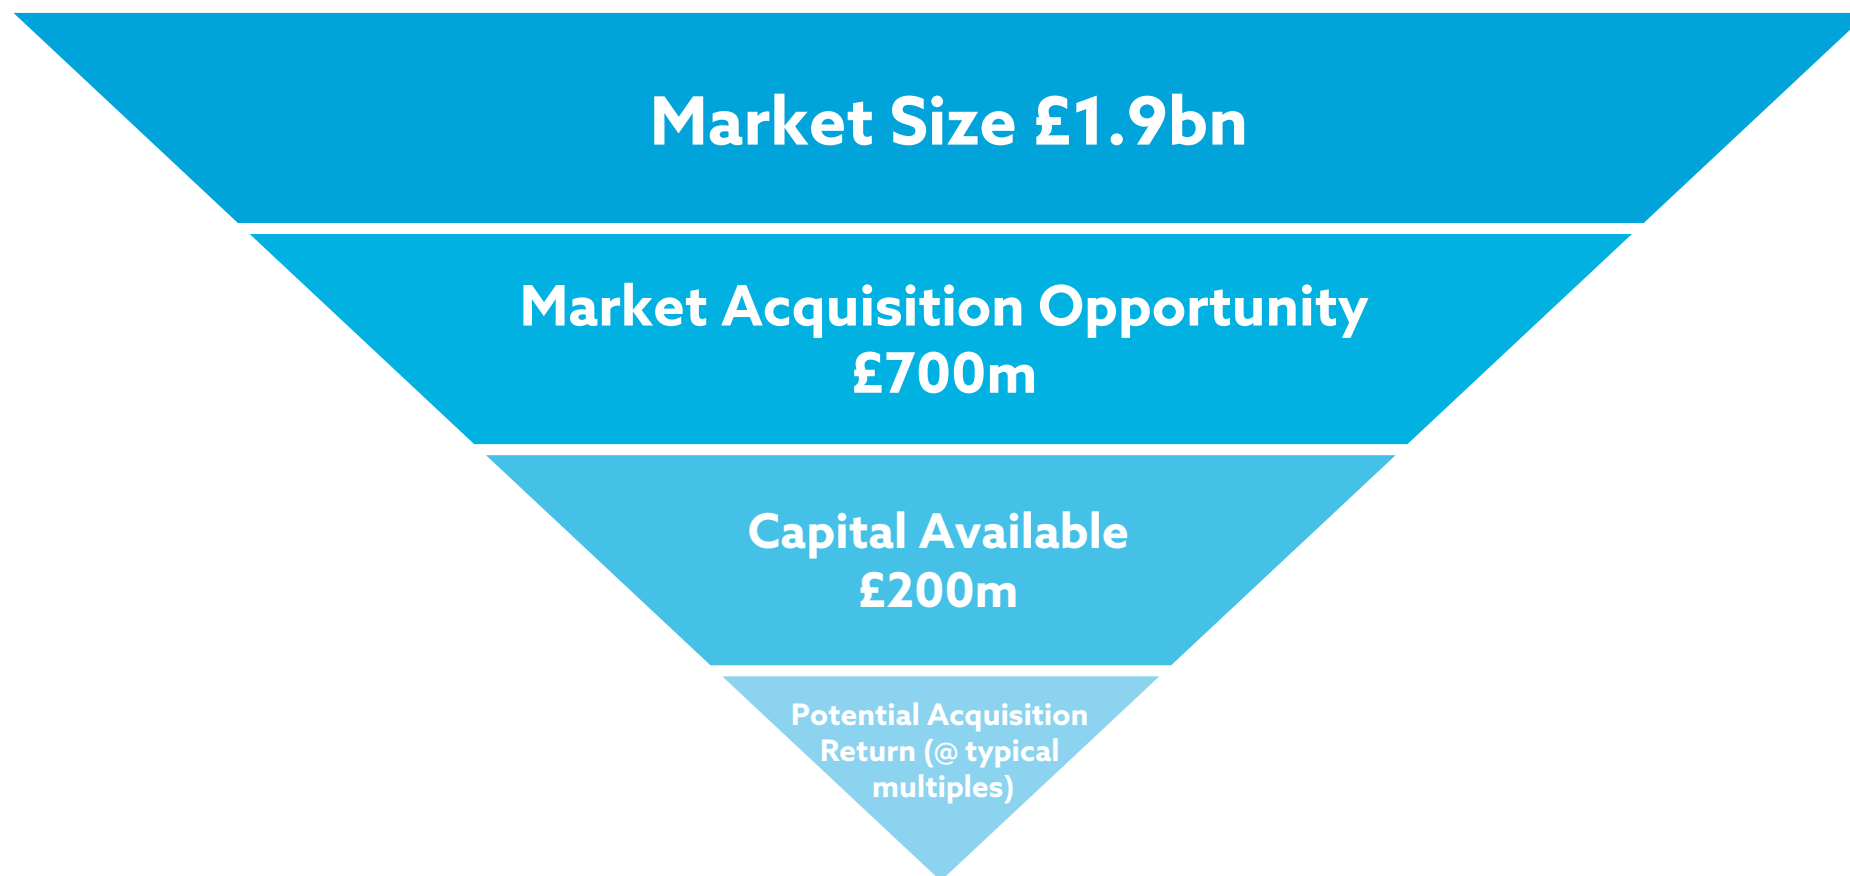 Market Size £1.9bn
Market Acquisition Opportunity
£700m
Capital Available
£200m
Potential Acquisition
Return (@ typical
multiples)